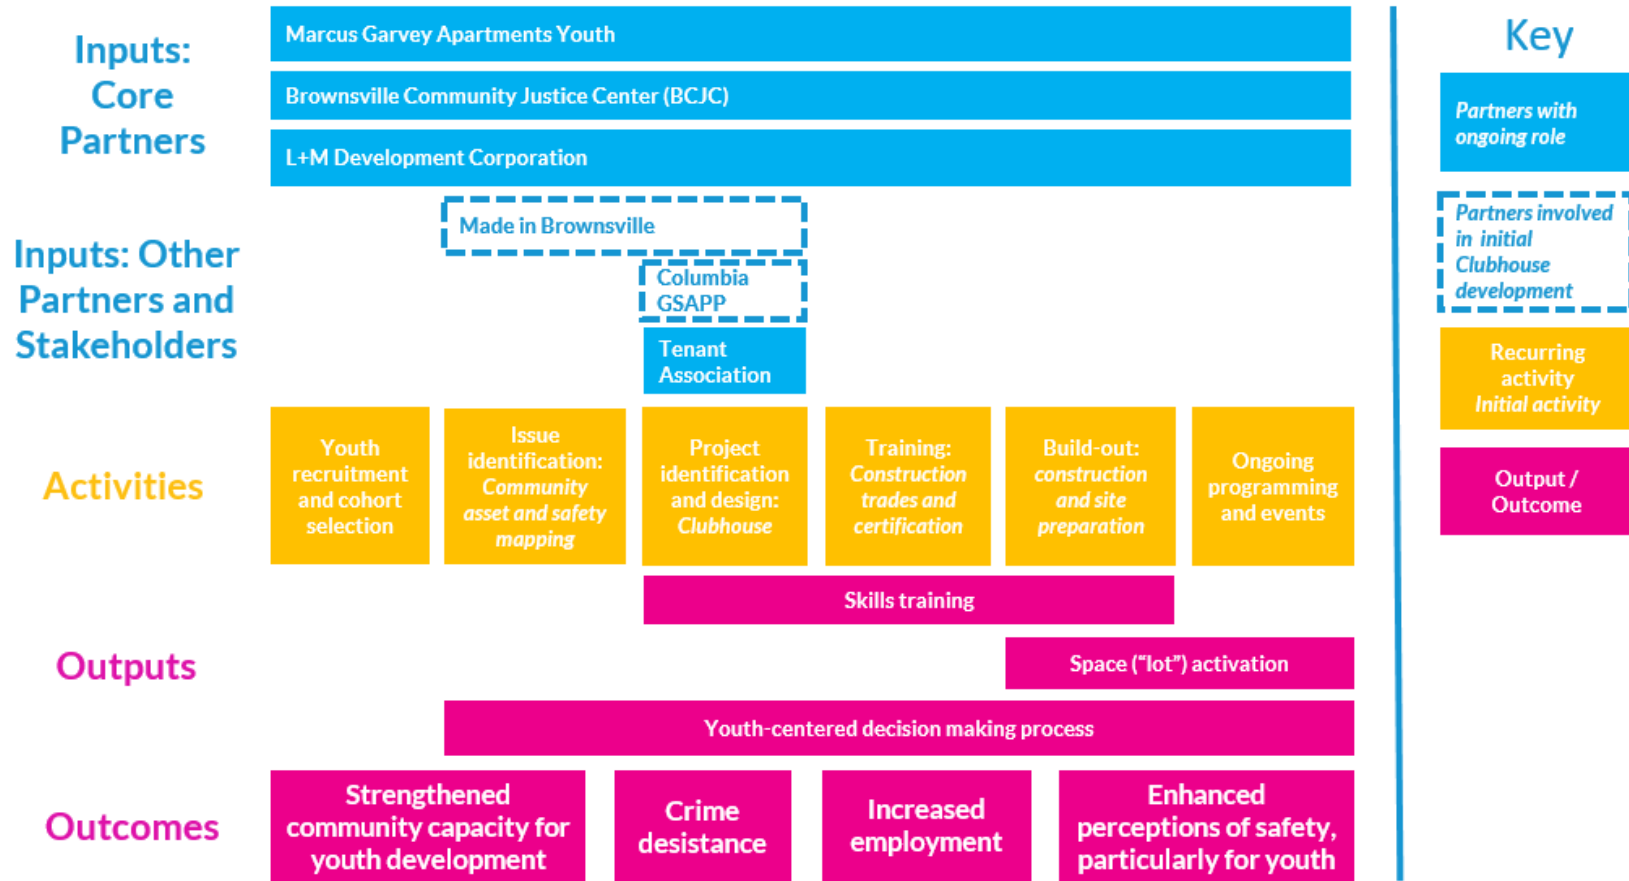 Inputs:
Core
Partners
Marcus Garvey Apartments Youth
Brownsville Community Justice Center (BCJC)
L+M Development Corporation
Inputs: Other
Partners and
Stakeholders
Made in Brownsville
Columbia
GSAPP
Tenant
Association
Activities
Youth
recruitment
and cohort
selection
Issue
identification:
Community
asset and safety
mapping
Project
identification
and design:
Clubhouse
Training:
Construction
trades and
certification
Build-out:
construction
and site
preparation
Ongoing
programming
and events
Outputs
Skills training
Space (“lot”) activation
Youth-centered decision making process
Outcomes
Strengthened
community capacity for
youth development
Crime
desistance
Increased
employment
Enhanced
perceptions of safety,
particularly for youth
Key
Partners with
ongoing role
Partners involved
in initial
Clubhouse
development
Recurring
activity
Initial activity
Output /
Outcome